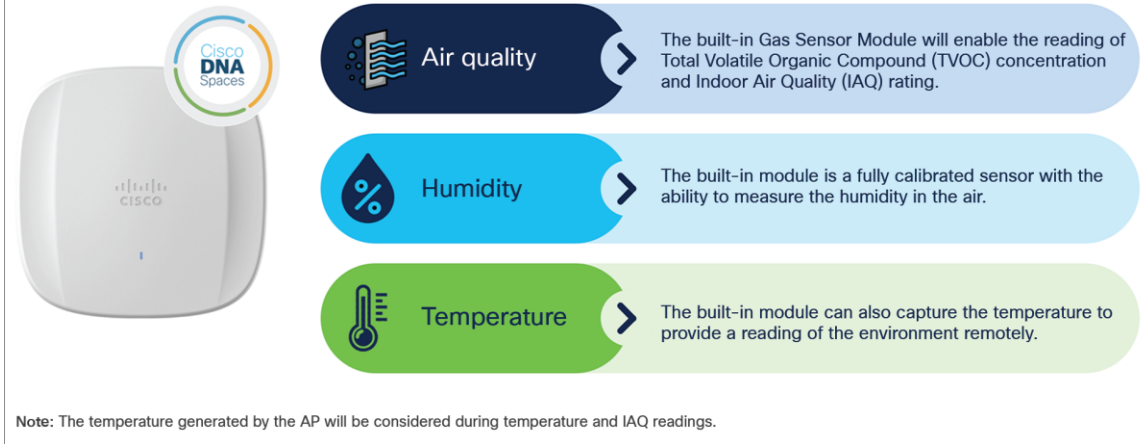 Cisco
DNA
Spaces
CISCO
Air quality
The built-in Gas Sensor Module will enable the reading of
Total Volatile Organic Compound (TVOC) concentration
and Indoor Air Quality (IAQ) rating.
%
Humidity
The built-in module is a fully calibrated sensor with the
ability to measure the humidity in the air.
Temperature
The built-in module can also capture the temperature to
provide a reading of the environment remotely.
Note: The temperature generated by the AP will be considered during temperature and IAQ readings.